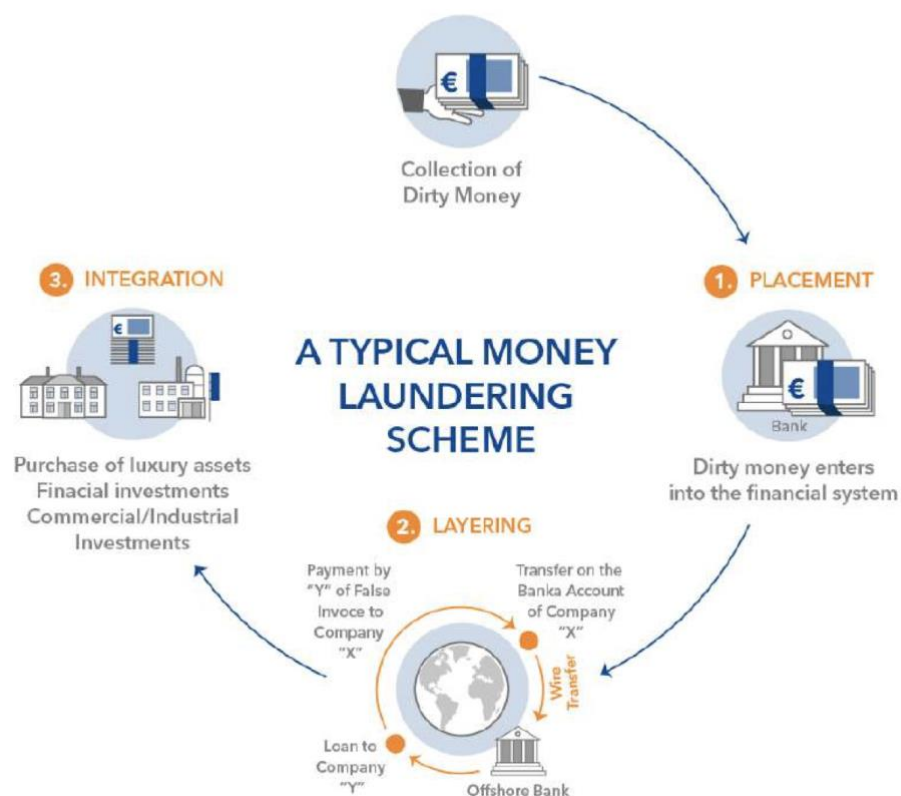 €
Collection of
Dirty Money
3. INTEGRATION
€
Purchase of luxury assets
Finacial investments
Commercial/Industrial
Investments
A TYPICAL MONEY
LAUNDERING
SCHEME
1. PLACEMENT
€
Bank
Dirty money enters
into the financial system
2. LAYERING
Payment by
"Y" of False
Invoce to
Company
"X"
Transfer on the
Banka Account
of Company
"X"
Wire
Transfer
Loan to
Company
"Y"
Offshore Bank